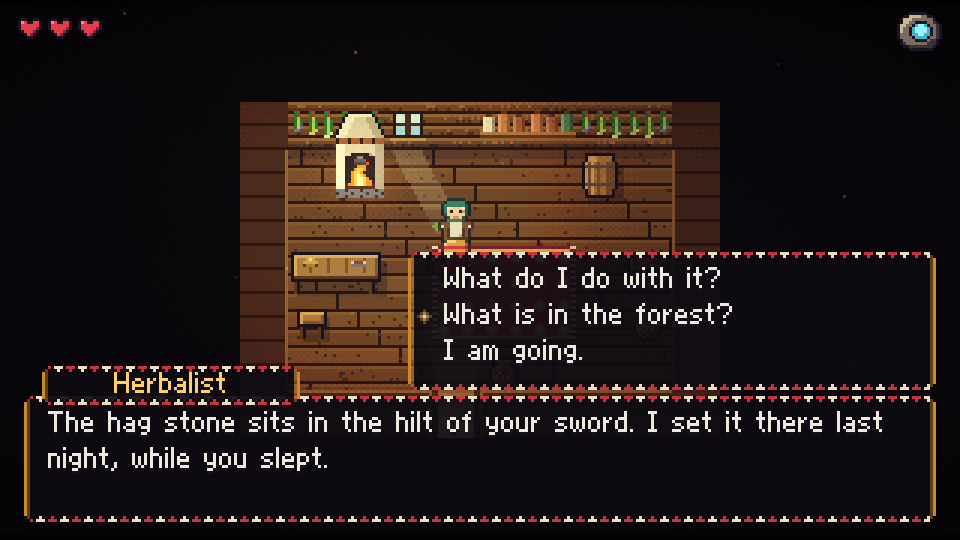 What do I do with it?
What is in the forest?
I am going.
Herbalist
The hag stone sits in the hilt of your sword. I set it there last
night, while you slept.